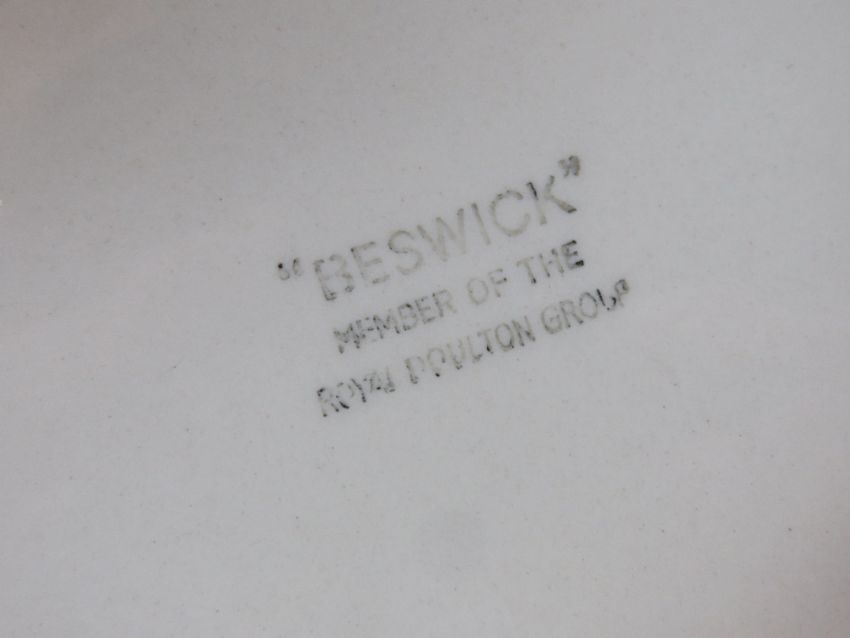 "BESWICK"
MEMBER OF THE
ROYAL DOULTON GROUP